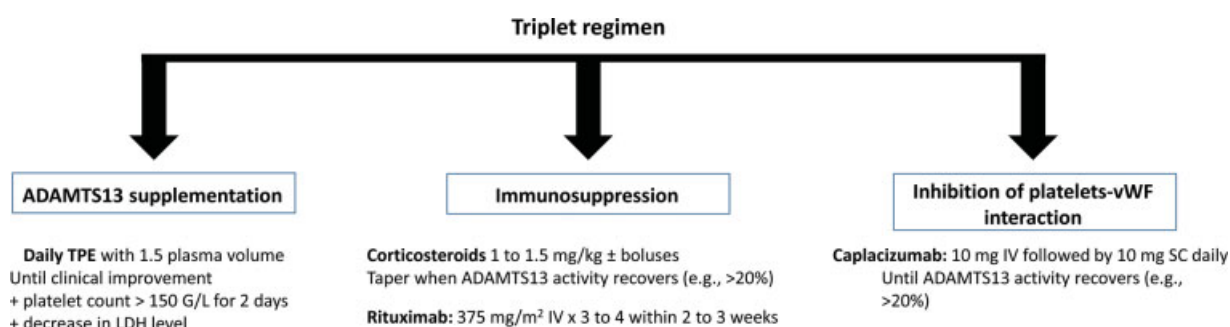 Triplet regimen
ADAMTS13 supplementation
Daily TPE with 1.5 plasma volume
Until clinical improvement
+ platelet count > 150 G/L for 2 days
+ decrease in LDH level
Immunosuppression
Corticosteroids 1 to 1.5 mg/kg ± boluses
Taper when ADAMTS13 activity recovers (e.g., >20%)
Rituximab: 375 mg/m² IV x 3 to 4 within 2 to 3 weeks
Inhibition of platelets-vWF
interaction
Caplacizumab: 10 mg IV followed by 10 mg SC daily
Until ADAMTS13 activity recovers (e.g.,
>20%)